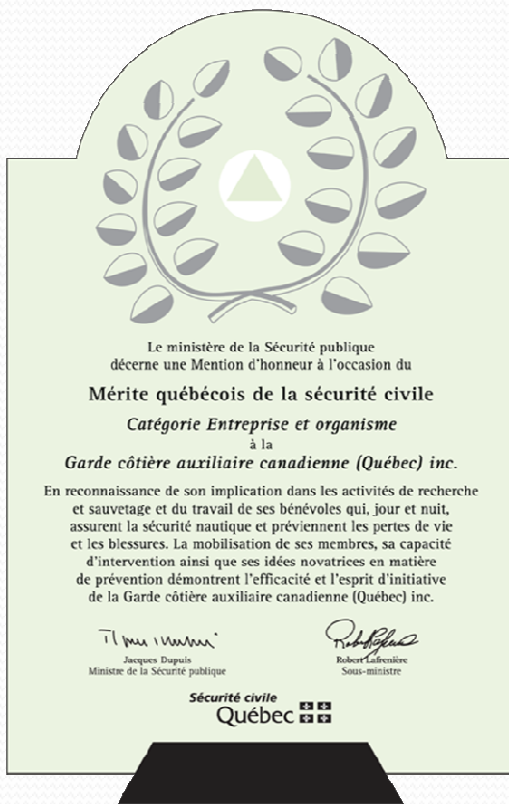 Le ministère de la Sécurité publique
décerne une Mention d'honneur à l'occasion du
Mérite québécois de la sécurité civile
Catégorie Entreprise et organisme
à la
Garde côtière auxiliaire canadienne (Québec) inc.
En reconnaissance de son implication dans les activités de recherche
et sauvetage et du travail de ses bénévoles qui, jour et nuit,
assurent la sécurité nautique et préviennent les pertes de vie
et les blessures. La mobilisation de ses membres, sa capacité
d'intervention ainsi que ses idées novatrices en matière
de prévention démontrent l'efficacité et l'esprit d'initiative
de la Garde côtière auxiliaire canadienne (Québec) inc.
Jacques Dupuis
Ministre de la Sécurité publique
Robert Lafrenière
Sous-ministre
Sécurité civile
Québec